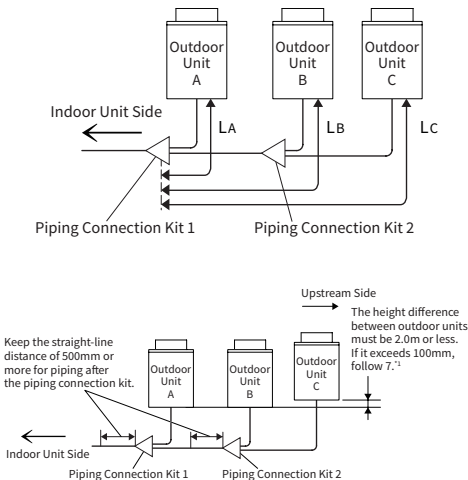 Outdoor
Unit
A
Outdoor
Unit
B
Outdoor
Unit
C
Indoor Unit Side
LA
LB
LC
Piping Connection Kit 1
Piping Connection Kit 2
Upstream Side
The height difference
between outdoor units
must be 2.0m or less.
If it exceeds 100mm,
follow 7.*1
Keep the straight-line
distance of 500mm or
more for piping after
the piping connection kit.
Outdoor
Unit
A
Outdoor
Unit
B
Outdoor
Unit
C
Indoor Unit Side
Piping Connection Kit 1
Piping Connection Kit 2